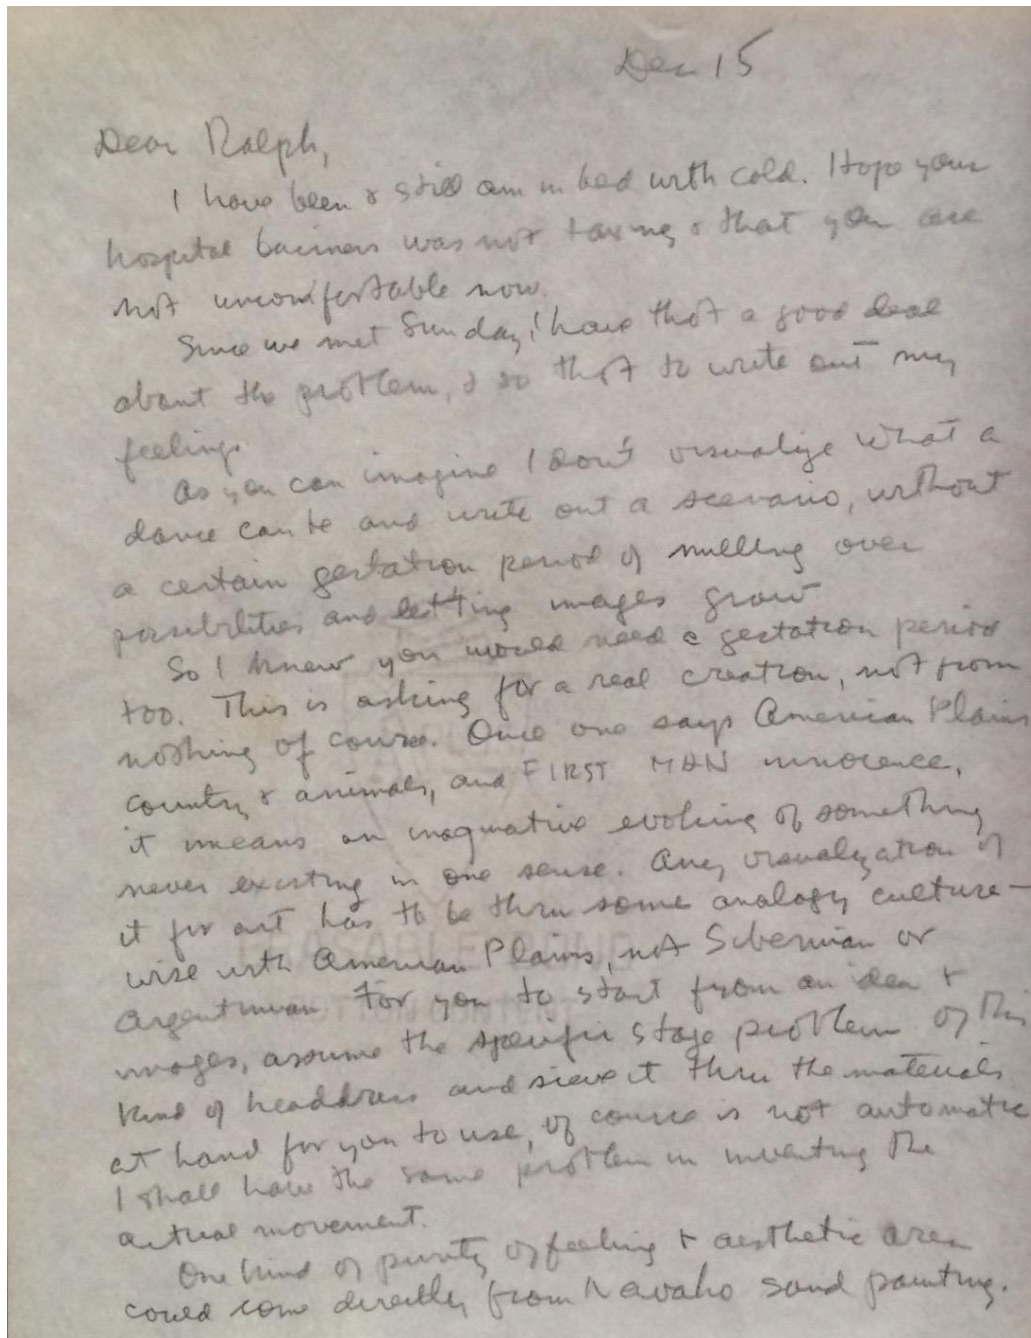 Dec 15
Dear Ralph,
I have been & still am in bed with cold. Hope your
hospital business was not taxing & that you are
not uncomfortable now.
Since we met Sunday, I have thot a good deal
about the problem, & so thot to write out my
feelings.
As you can imagine I don't visualize what a
dance can be and write out a scenario, without
a certain gestation period of mulling over
possibilities and letting images grow
So I knew you would need a gestation period
too. This is asking for a real creation, not from
nothing of course. Once one says American Plains
country & animals, and FIRST MAN innocence,
it means an imaginative evoking of something
never existing in one sense. Any visualization of
it for art has to be thru some analogy culture-
wise with American Plains, not Siberian or
Argentinian For you to start from an idea &
images, assume the specific stage problem of this
kind of headdress and sieve it thru the materials
at hand for you to use, of course is not automatic
I shall have the same problem in inventing the
actual movement.
One kind of purity of feeling & aesthetic area
could come directly from Navaho sand painting.
FEASABLE BOND
COTTON CONTENT